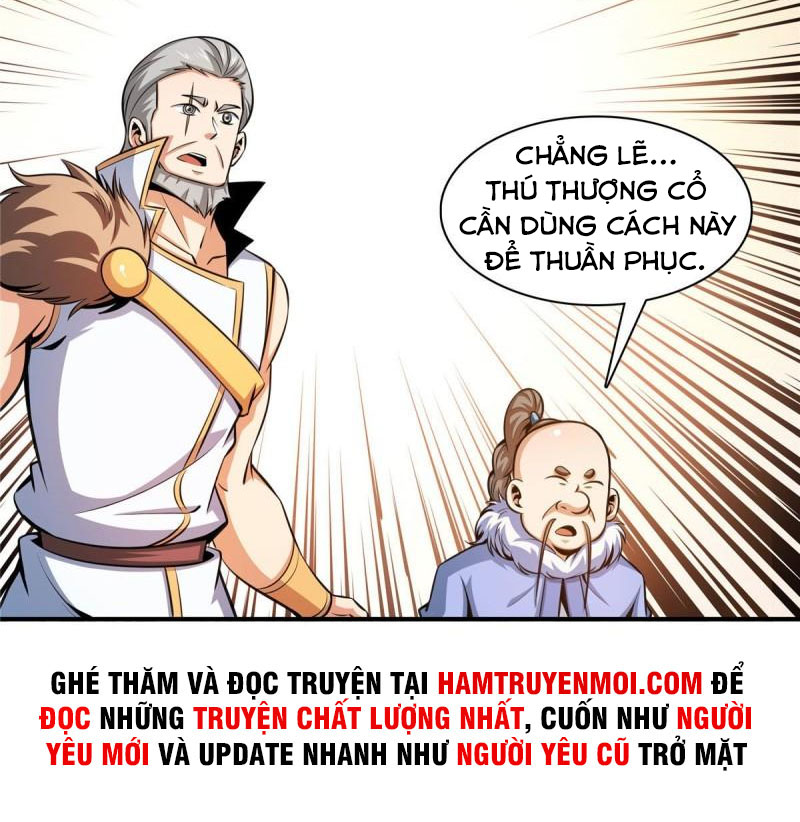 CHẲNG LẼ...
THÚ THƯỢNG CỔ
CẦN DÙNG CÁCH NÀY
ĐỂ THUẦN PHỤC.
GHÉ THĂM VÀ ĐỌC TRUYỆN TẠI HAMTRUYENMOI.COM ĐỂ
ĐỌC NHỮNG TRUYỆN CHẤT LƯỢNG NHẤT, CUỐN NHƯ NGƯỜI
YÊU MỚI VÀ UPDATE NHANH NHƯ NGƯỜI YÊU CŨ TRỞ MẶT